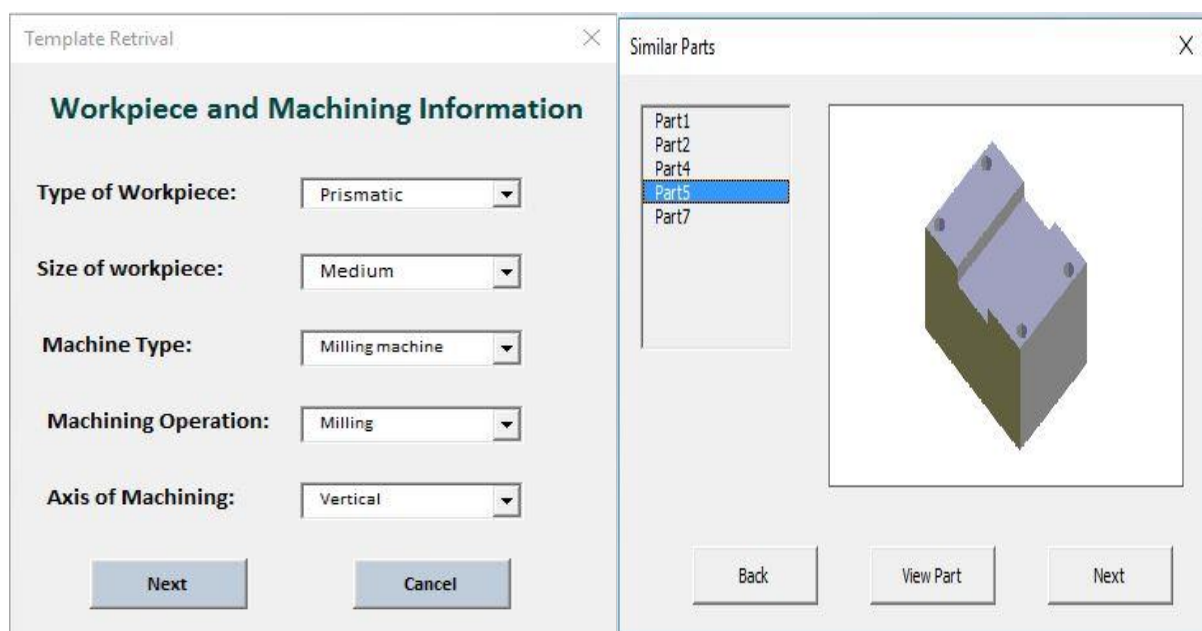 Template Retrival
Workpiece and Machining Information
Type of Workpiece: Prismatic
Size of workpiece: Medium
Machine Type: Milling machine
Machining Operation: Milling
Axis of Machining: Vertical
Next Cancel
Similar Parts X
Part1
Part2
Part4
Part5
Part7
Back View Part Next